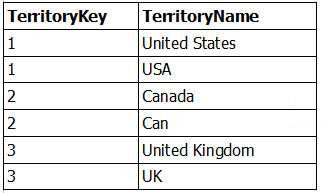 TerritoryKey TerritoryName
1 United States
1 USA
2 Canada
2 Can
3 United Kingdom
3 UK